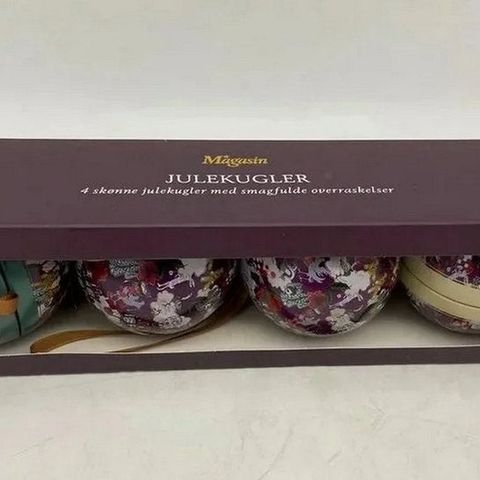 Magasin
JULEKUGLER
4 skønne julekugler med smagfulde overraskelser